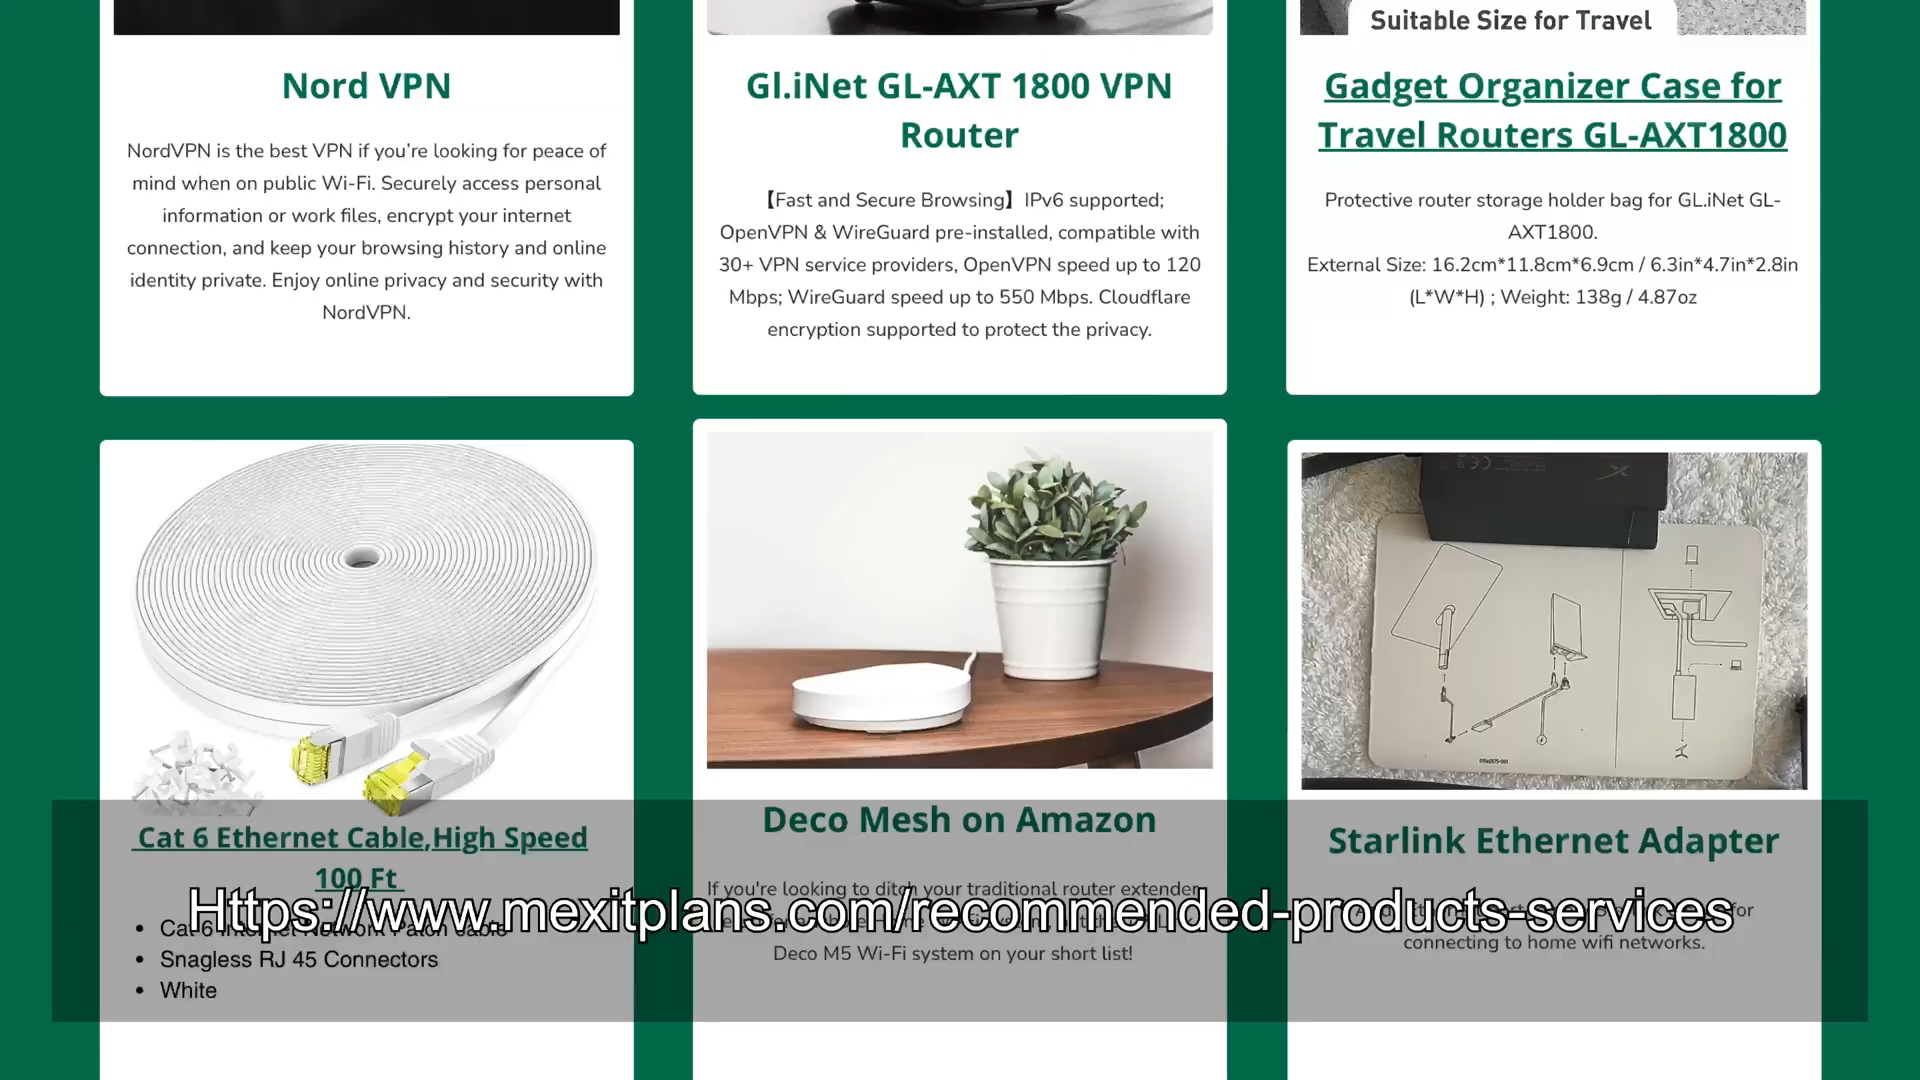 Suitable Size for Travel
Nord VPN
NordVPN is the best VPN if you’re looking for peace of
mind when on public Wi-Fi. Securely access personal
information or work files, encrypt your internet
connection, and keep your browsing history and online
identity private. Enjoy online privacy and security with
NordVPN.
Gl.iNet GL-AXT 1800 VPN
Router
【Fast and Secure Browsing】IPv6 supported;
OpenVPN & WireGuard pre-installed, compatible with
30+ VPN service providers, OpenVPN speed up to 120
Mbps; WireGuard speed up to 550 Mbps. Cloudflare
encryption supported to protect the privacy.
Gadget Organizer Case for
Travel Routers GL-AXT1800
Protective router storage holder bag for GL.iNet GL-
AXT1800.
External Size: 16.2cm*11.8cm*6.9cm / 6.3in*4.7in*2.8in
(L*W*H) ; Weight: 138g / 4.87oz
Cat 6 Ethernet Cable,High Speed
100 Ft
• Cat 6 Internet Network Patch cable
• Snagless RJ 45 Connectors
• White
Deco Mesh on Amazon
If you're looking to ditch your traditional router extender
Deco M5 Wi-Fi system on your short list!
Starlink Ethernet Adapter
for
connecting to home wifi networks.
Https://www.mexitplans.com/recommended-products-services